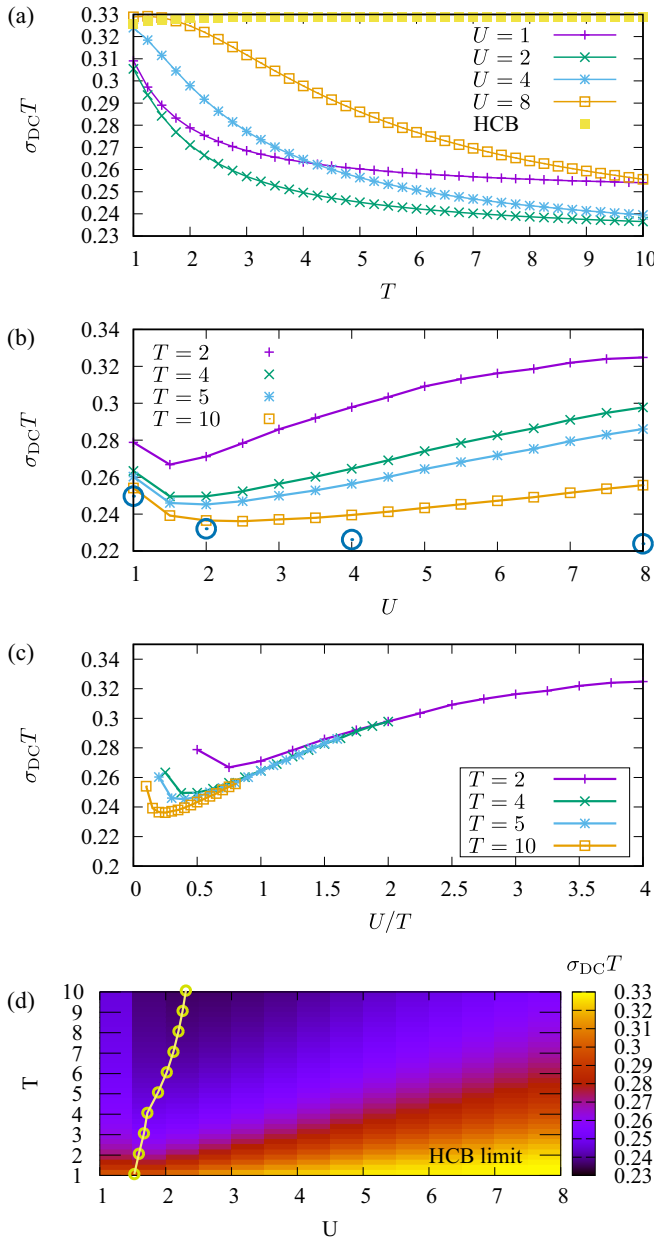 (a)
0.33
0.32
0.31
0.3
0.29
0.28
0.27
0.26
0.25
0.24
0.23
σDCT
U = 1
U = 2
U = 4
U = 8
HCB
1 2 3 4 5 6 7 8 9 10
T
(b)
0.34
0.32
0.3
0.28
0.26
0.24
0.22
σDCT
T = 2
T = 4
T = 5
T = 10
1 2 3 4 5 6 7 8
U
(c)
0.34
0.32
0.3
0.28
0.26
0.24
0.22
0.2
σDCT
T = 2
T = 4
T = 5
T = 10
0 0.5 1 1.5 2 2.5 3 3.5 4
U/T
(d)
σDCT
10
9
8
7
6
5
4
3
2
1
T
HCB limit
0.33
0.32
0.31
0.30
0.29
0.28
0.27
0.26
0.25
0.24
0.23
1 2 3 4 5 6 7 8
U